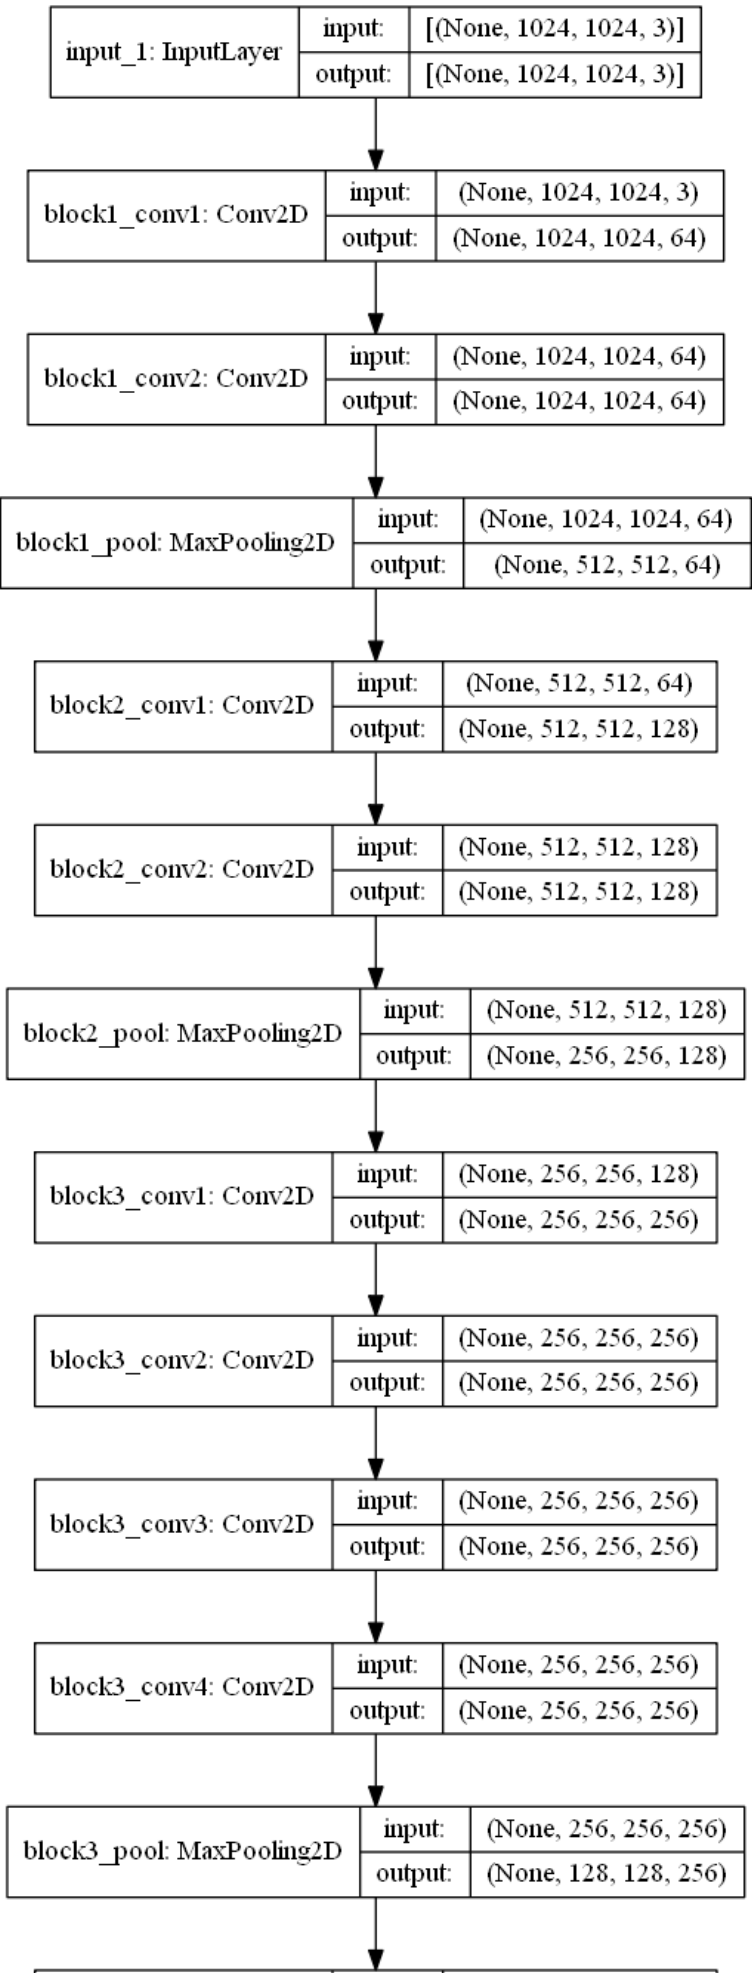 input_1: InputLayer
input:
[(None, 1024, 1024, 3)]
output:
[(None, 1024, 1024, 3)]
block1_conv1: Conv2D
input:
(None, 1024, 1024, 3)
output:
(None, 1024, 1024, 64)
block1_conv2: Conv2D
input:
(None, 1024, 1024, 64)
output:
(None, 1024, 1024, 64)
block1_pool: MaxPooling2D
input:
(None, 1024, 1024, 64)
output:
(None, 512, 512, 64)
block2_conv1: Conv2D
input:
(None, 512, 512, 64)
output:
(None, 512, 512, 128)
block2_conv2: Conv2D
input:
(None, 512, 512, 128)
output:
(None, 512, 512, 128)
block2_pool: MaxPooling2D
input:
(None, 512, 512, 128)
output:
(None, 256, 256, 128)
block3_conv1: Conv2D
input:
(None, 256, 256, 128)
output:
(None, 256, 256, 256)
block3_conv2: Conv2D
input:
(None, 256, 256, 256)
output:
(None, 256, 256, 256)
block3_conv3: Conv2D
input:
(None, 256, 256, 256)
output:
(None, 256, 256, 256)
block3_conv4: Conv2D
input:
(None, 256, 256, 256)
output:
(None, 256, 256, 256)
block3_pool: MaxPooling2D
input:
(None, 256, 256, 256)
output:
(None, 128, 128, 256)